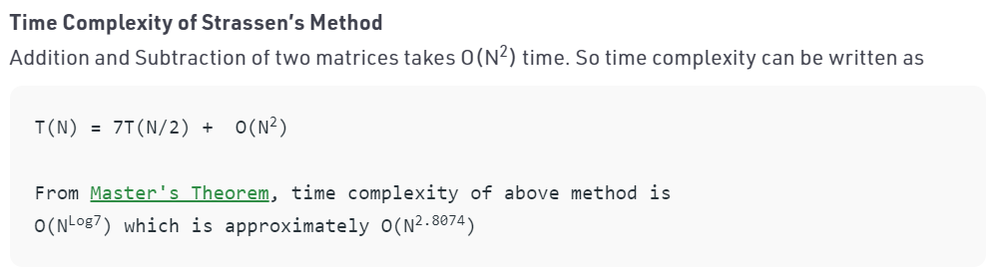 Time Complexity of Strassen's Method
Addition and Subtraction of two matrices takes O(N²) time. So time complexity can be written as
T(N) = 7T(N/2) +  O(N²)
From Master's Theorem, time complexity of above method is
O(N^Log7) which is approximately O(N^2.8074)